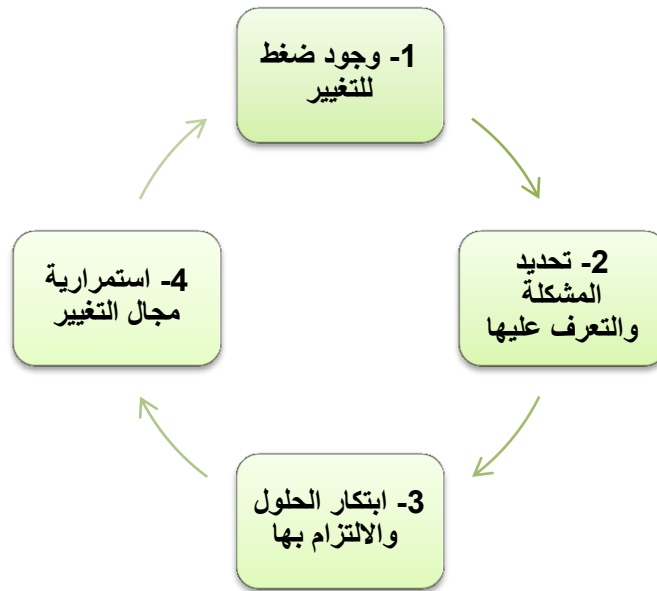 1- وجود ضغط
للتغيير
2- تحديد
المشكلة
والتعرف عليها
3- ابتكار الحلول
والالتزام بها
4- استمرارية
مجال التغيير